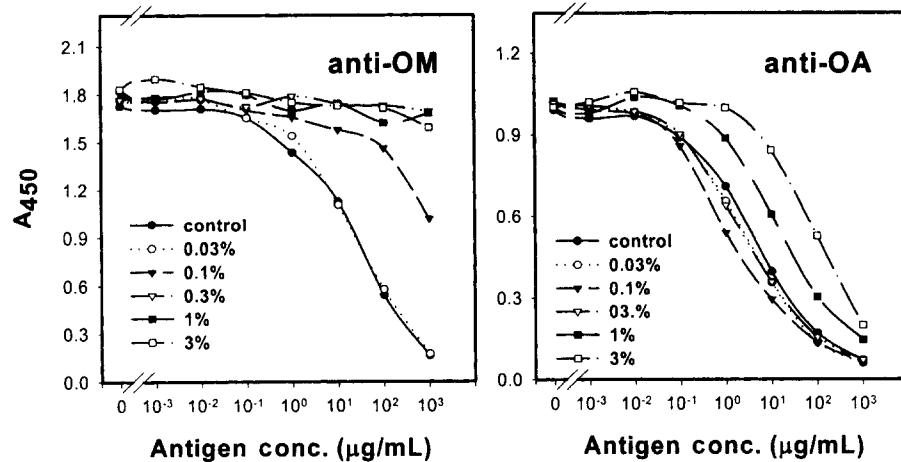 anti-OM
A450
2.1
1.8
1.5
1.2
0.9
0.6
0.3
0.0
control
0.03%
0.1%
0.3%
1%
3%
0 10-3 10-2 10-1 100 101 102 103
Antigen conc. (μg/mL)
anti-OA
1.2
0.9
0.6
0.3
0.0
control
0.03%
0.1%
03.%
1%
3%
0 10-3 10-2 10-1 100 101 102 103
Antigen conc. (μg/mL)